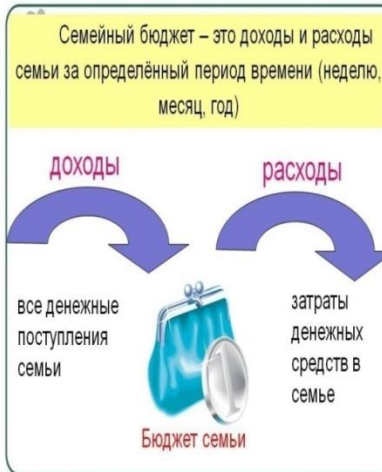 Семейный бюджет – это доходы и расходы
семьи за определённый период времени (неделю,
месяц, год)
доходы
расходы
все денежные
поступления
семьи
затраты
денежных
средств в
семье
1
Бюджет семьи